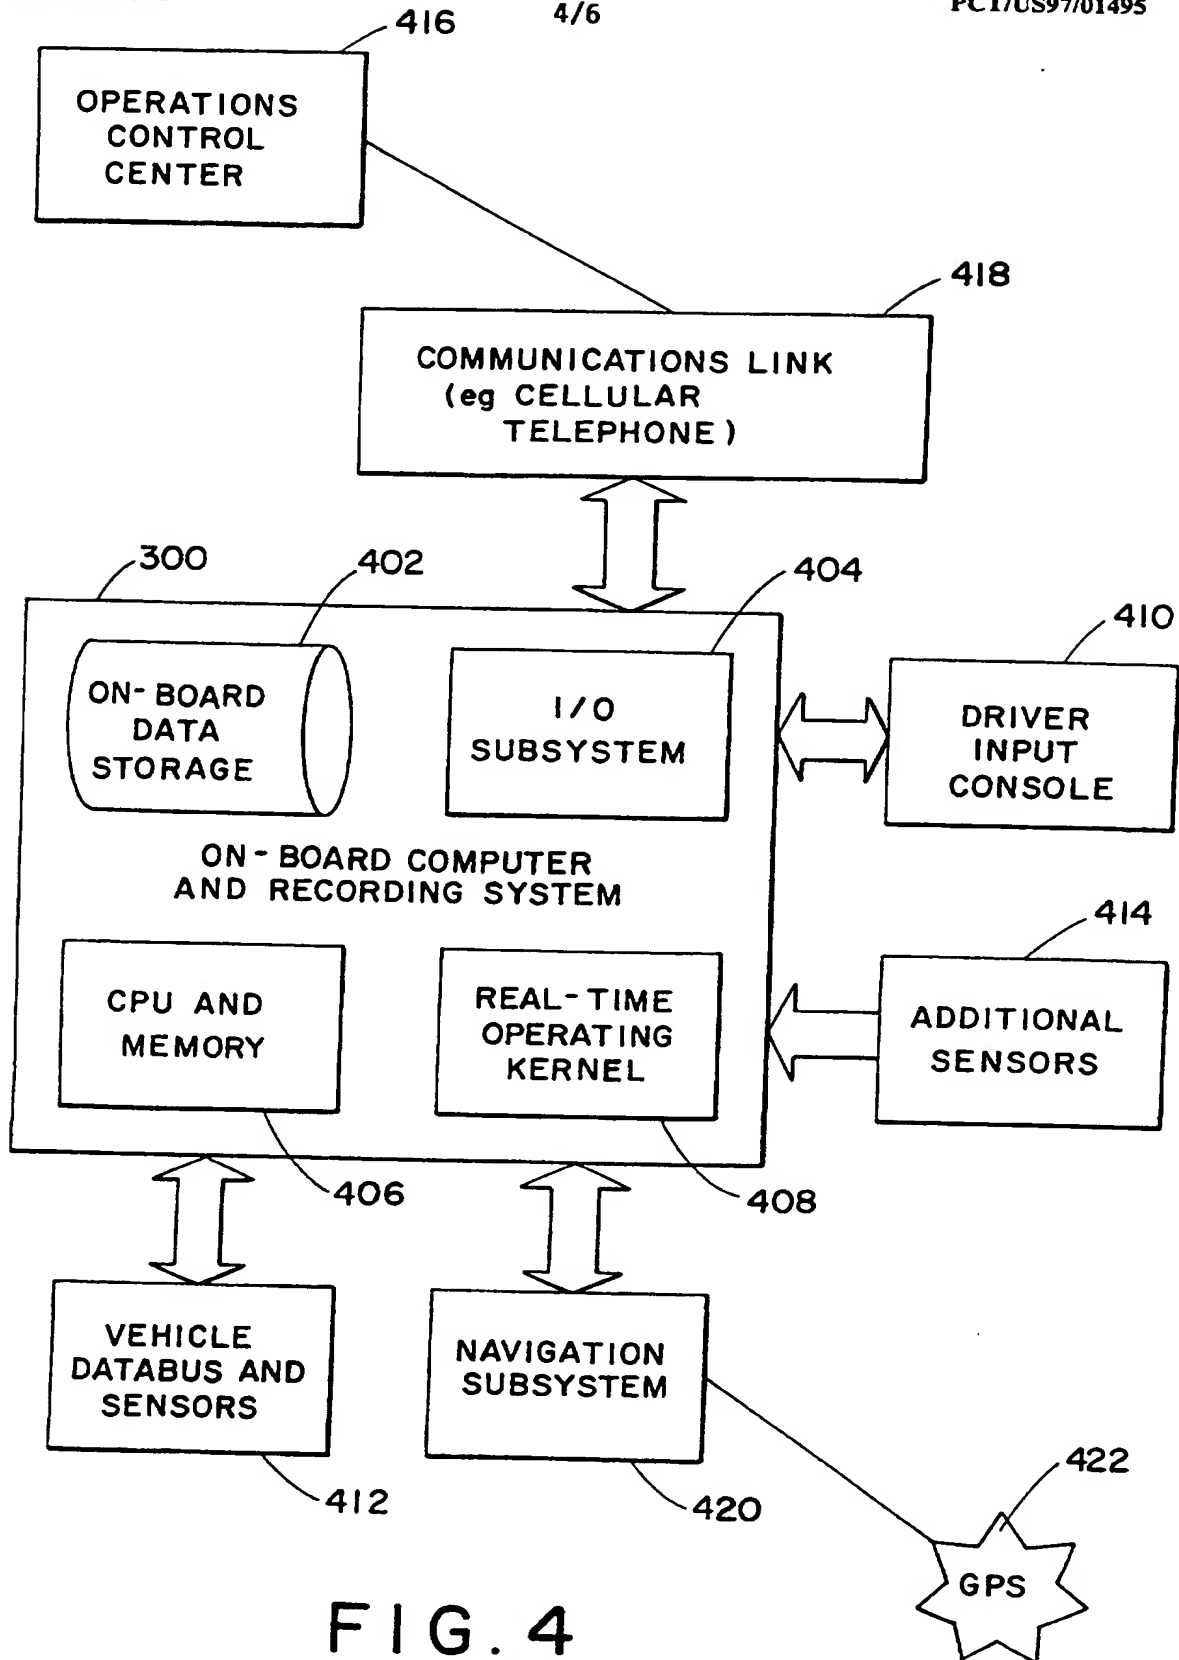 4/6
PCT/US97/01495
416
OPERATIONS
CONTROL
CENTER
418
COMMUNICATIONS LINK
(eg CELLULAR
TELEPHONE)
300
402
404
410
ON-BOARD
DATA
STORAGE
I/O
SUBSYSTEM
DRIVER
INPUT
CONSOLE
ON-BOARD COMPUTER
AND RECORDING SYSTEM
414
CPU AND
MEMORY
REAL-TIME
OPERATING
KERNEL
ADDITIONAL
SENSORS
406
408
VEHICLE
DATABUS AND
SENSORS
NAVIGATION
SUBSYSTEM
412
420
422
GPS
FIG. 4